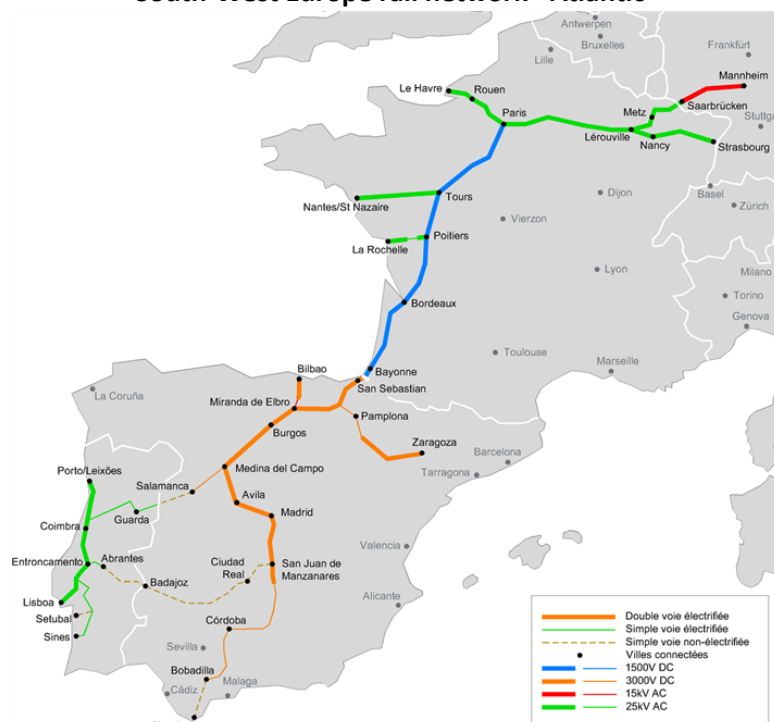 South-West Europe rail network - Atlantic
Antwerpen
Bruxelles
Lille
Frankfürt
Mannheim
Le Havre
Rouen
Saarbrücken
Paris
Metz
Stuttga
Lérouville
Nancy
Strasbourg
Tours
Dijon
Basel
Nantes/St Nazaire
Zürich
Vierzon
Poitiers
La Rochelle
Lyon
Milano
Bordeaux
Torino
Genova
Toulouse
Marseille
Bayonne
Bilbao
San Sebastian
La Coruña
Miranda de Elbro
Pamplona
Burgos
Zaragoza
Barcelona
Porto/Leixões
Medina del Campo
Tarragona
Salamanca
Avila
Madrid
Guarda
Coimbra
Valencia
Entroncamento
Abrantes
Ciudad
Real
San Juan de
Manzanares
Badajoz
Lisboa
Alicante
Setubal
Córdoba
Sines
Sevilla
Bobadilla
Cádiz
Malaga
Double voie électrifiée
Simple voie électrifiée
Simple voie non-électrifiée
Villes connectées
1500V DC
3000V DC
15kV AC
25kV AC